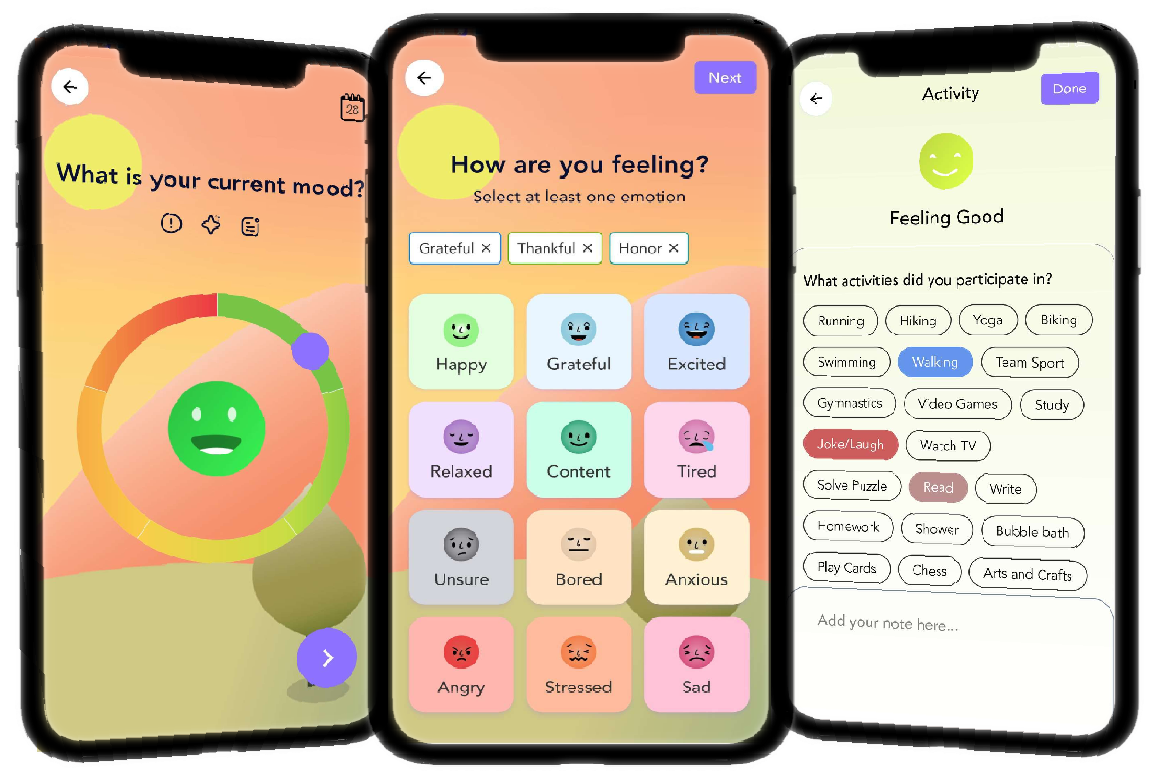 28
What is your current mood?
Next
How are you feeling?
Select at least one emotion
Grateful × Thankful × Honor ×
Happy Grateful Excited
Relaxed Content Tired
Unsure Bored Anxious
Angry Stressed Sad
Activity Done
Feeling Good
What activities did you participate in?
Running Hiking Yoga Biking
Swimming Walking Team Sport
Gymnastics Video Games Study
Joke/Laugh Watch TV
Solve Puzzle Read Write
Homework Shower Bubble bath
Play Cards Chess Arts and Crafts
Add your note here...